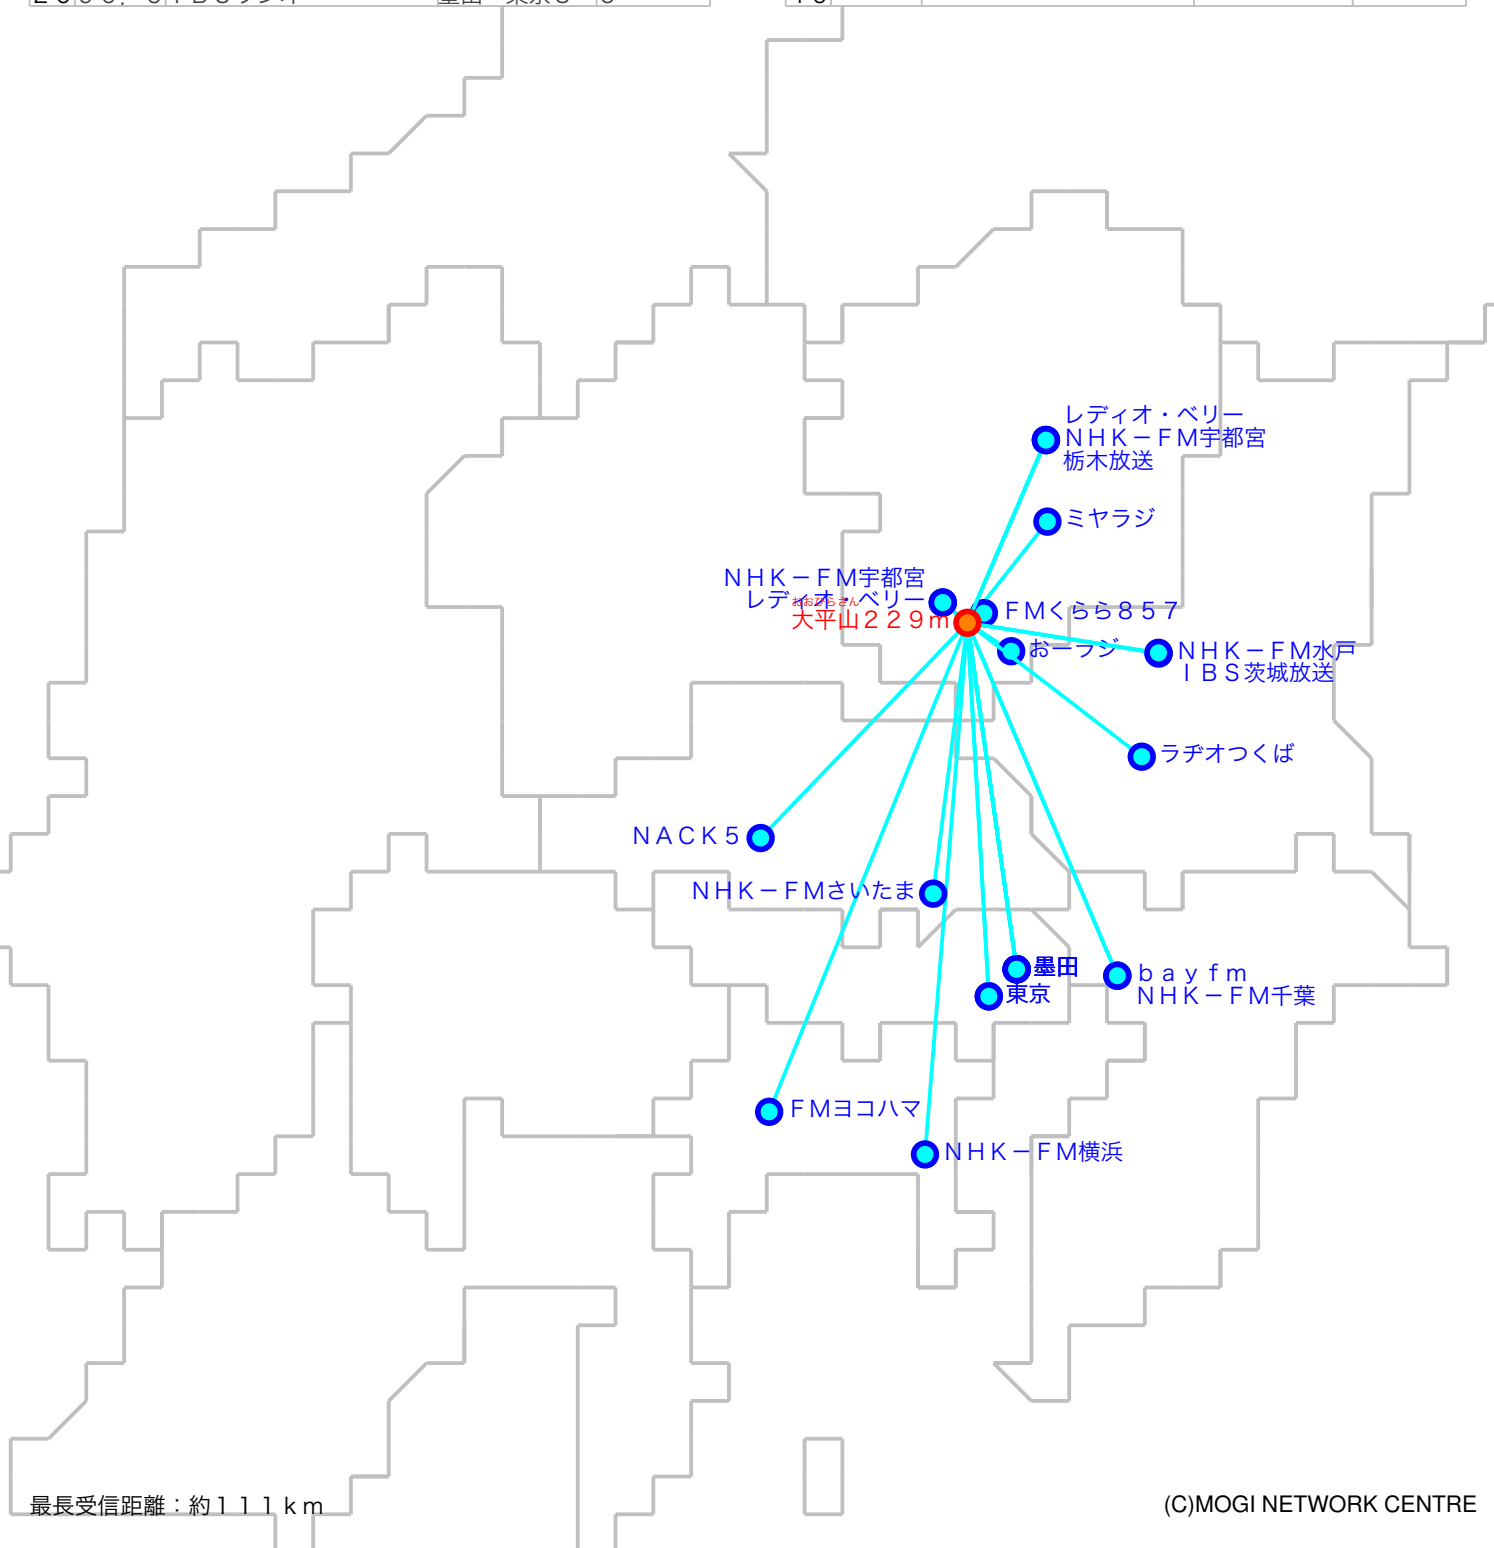 レディオ・ベリー
ＮＨＫ－ＦＭ宇都宮
栃木放送
ミヤラジ
ＮＨＫ－ＦＭ宇都宮
レディオ・ベリー
おおひらさん
大平山２２９ｍ
ＦＭくらら８５７
おーラジ
ＮＨＫ－ＦＭ水戸
ＩＢＳ茨城放送
ラヂオつくば
ＮＡＣＫ５
ＮＨＫ－ＦＭさいたま
墨田
東京
ｂａｙｆｍ
ＮＨＫ－ＦＭ千葉
ＦＭヨコハマ
ＮＨＫ－ＦＭ横浜
最長受信距離：約１１１ｋｍ
(C)MOGI NETWORK CENTRE